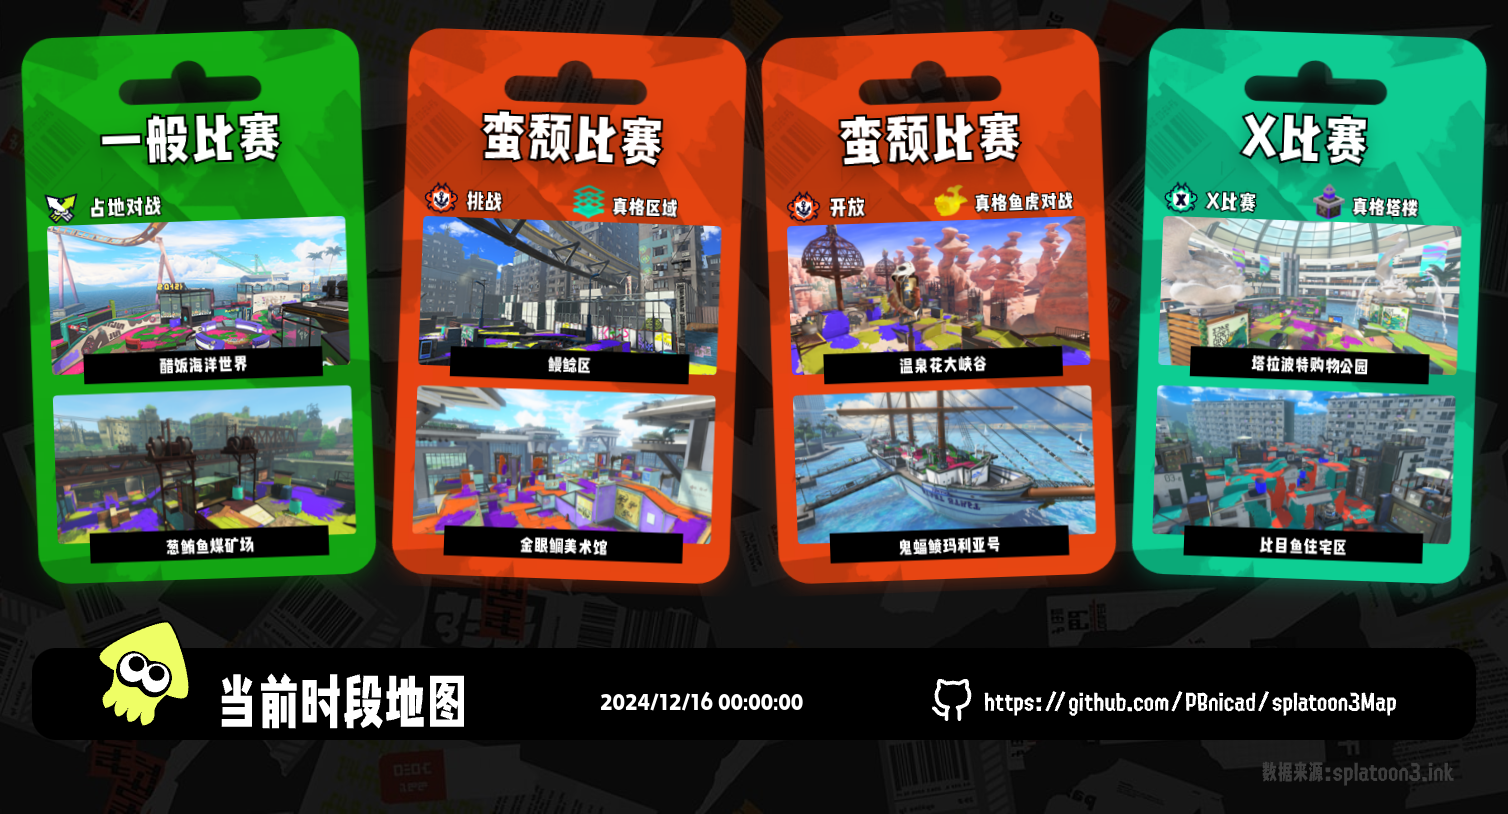 一般比赛
占地对战
醋饭海洋世界
葱鲔鱼煤矿场
蛮颓比赛
挑战
真格区域
鳗鲶区
金眼鲷美术馆
蛮颓比赛
开放
真格鱼虎对战
温泉花大峡谷
鬼蝠鲼玛利亚号
X比赛
X比赛
真格塔楼
塔拉波特购物公园
比目鱼住宅区
当前时段地图
2024/12/16 00:00:00
https://github.com/PBnicad/splatoon3Map
数据来源:splatoon3.ink